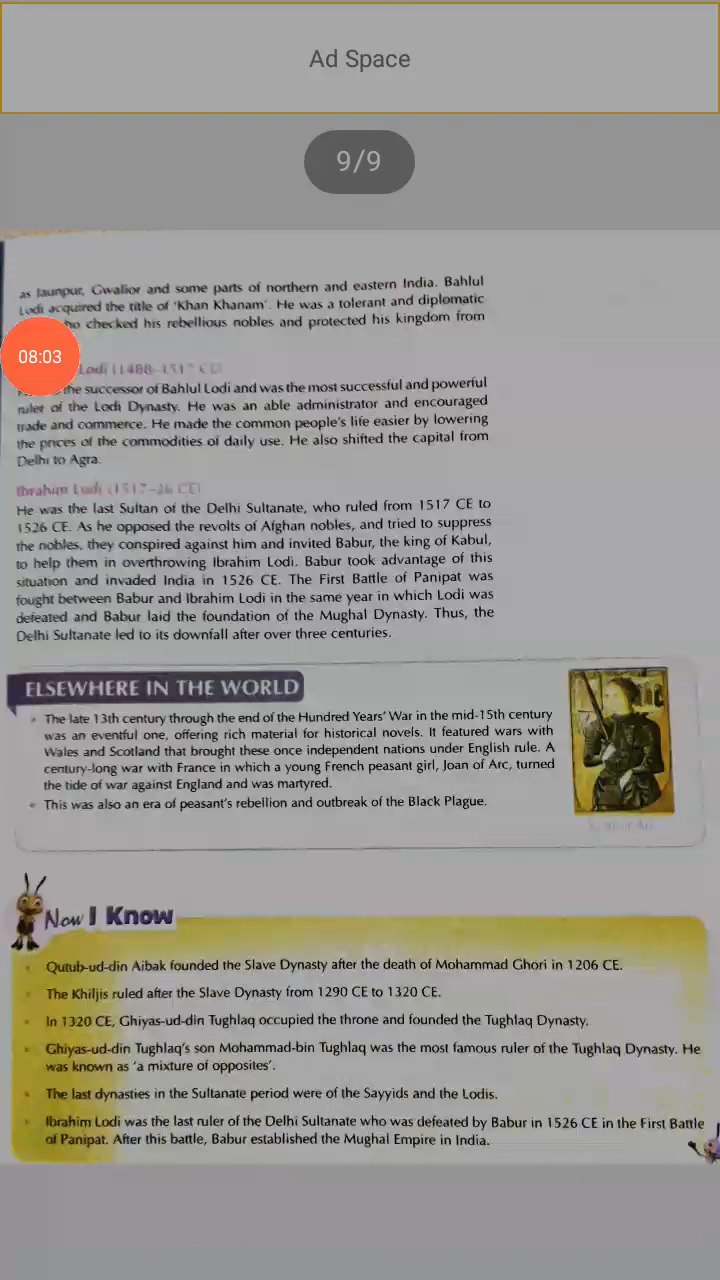 Ad Space
9/9
as Jaunpur, Gwalior and some parts of northern and eastern India. Bahlul
Lodi acquired the title of 'Khan Khanam'. He was a tolerant and diplomatic
who checked his rebellious nobles and protected his kingdom from
08:03
Lodi (1488–1517 CE)
the successor of Bahlul Lodi and was the most successful and powerful
ruler of the Lodi Dynasty. He was an able administrator and encouraged
trade and commerce. He made the common people's life easier by lowering
the prices of the commodities of daily use. He also shifted the capital from
Delhi to Agra.
Ibrahim Lodi (1517–26 CE)
He was the last Sultan of the Delhi Sultanate, who ruled from 1517 CE to
1526 CE. As he opposed the revolts of Afghan nobles, and tried to suppress
the nobles, they conspired against him and invited Babur, the king of Kabul,
to help them in overthrowing Ibrahim Lodi. Babur took advantage of this
situation and invaded India in 1526 CE. The First Battle of Panipat was
fought between Babur and Ibrahim Lodi in the same year in which Lodi was
defeated and Babur laid the foundation of the Mughal Dynasty. Thus, the
Delhi Sultanate led to its downfall after over three centuries.
ELSEWHERE IN THE WORLD
• The late 13th century through the end of the Hundred Years' War in the mid-15th century
was an eventful one, offering rich material for historical novels. It featured wars with
Wales and Scotland that brought these once independent nations under English rule. A
century-long war with France in which a young French peasant girl, Joan of Arc, turned
the tide of war against England and was martyred.
• This was also an era of peasant's rebellion and outbreak of the Black Plague.
Now I Know
• Qutub-ud-din Aibak founded the Slave Dynasty after the death of Mohammad Ghori in 1206 CE.
• The Khiljis ruled after the Slave Dynasty from 1290 CE to 1320 CE.
• In 1320 CE, Ghiyas-ud-din Tughlaq occupied the throne and founded the Tughlaq Dynasty.
• Ghiyas-ud-din Tughlaq's son Mohammad-bin Tughlaq was the most famous ruler of the Tughlaq Dynasty. He
was known as 'a mixture of opposites'.
• The last dynasties in the Sultanate period were of the Sayyids and the Lodis.
• Ibrahim Lodi was the last ruler of the Delhi Sultanate who was defeated by Babur in 1526 CE in the First Battle
of Panipat. After this battle, Babur established the Mughal Empire in India.